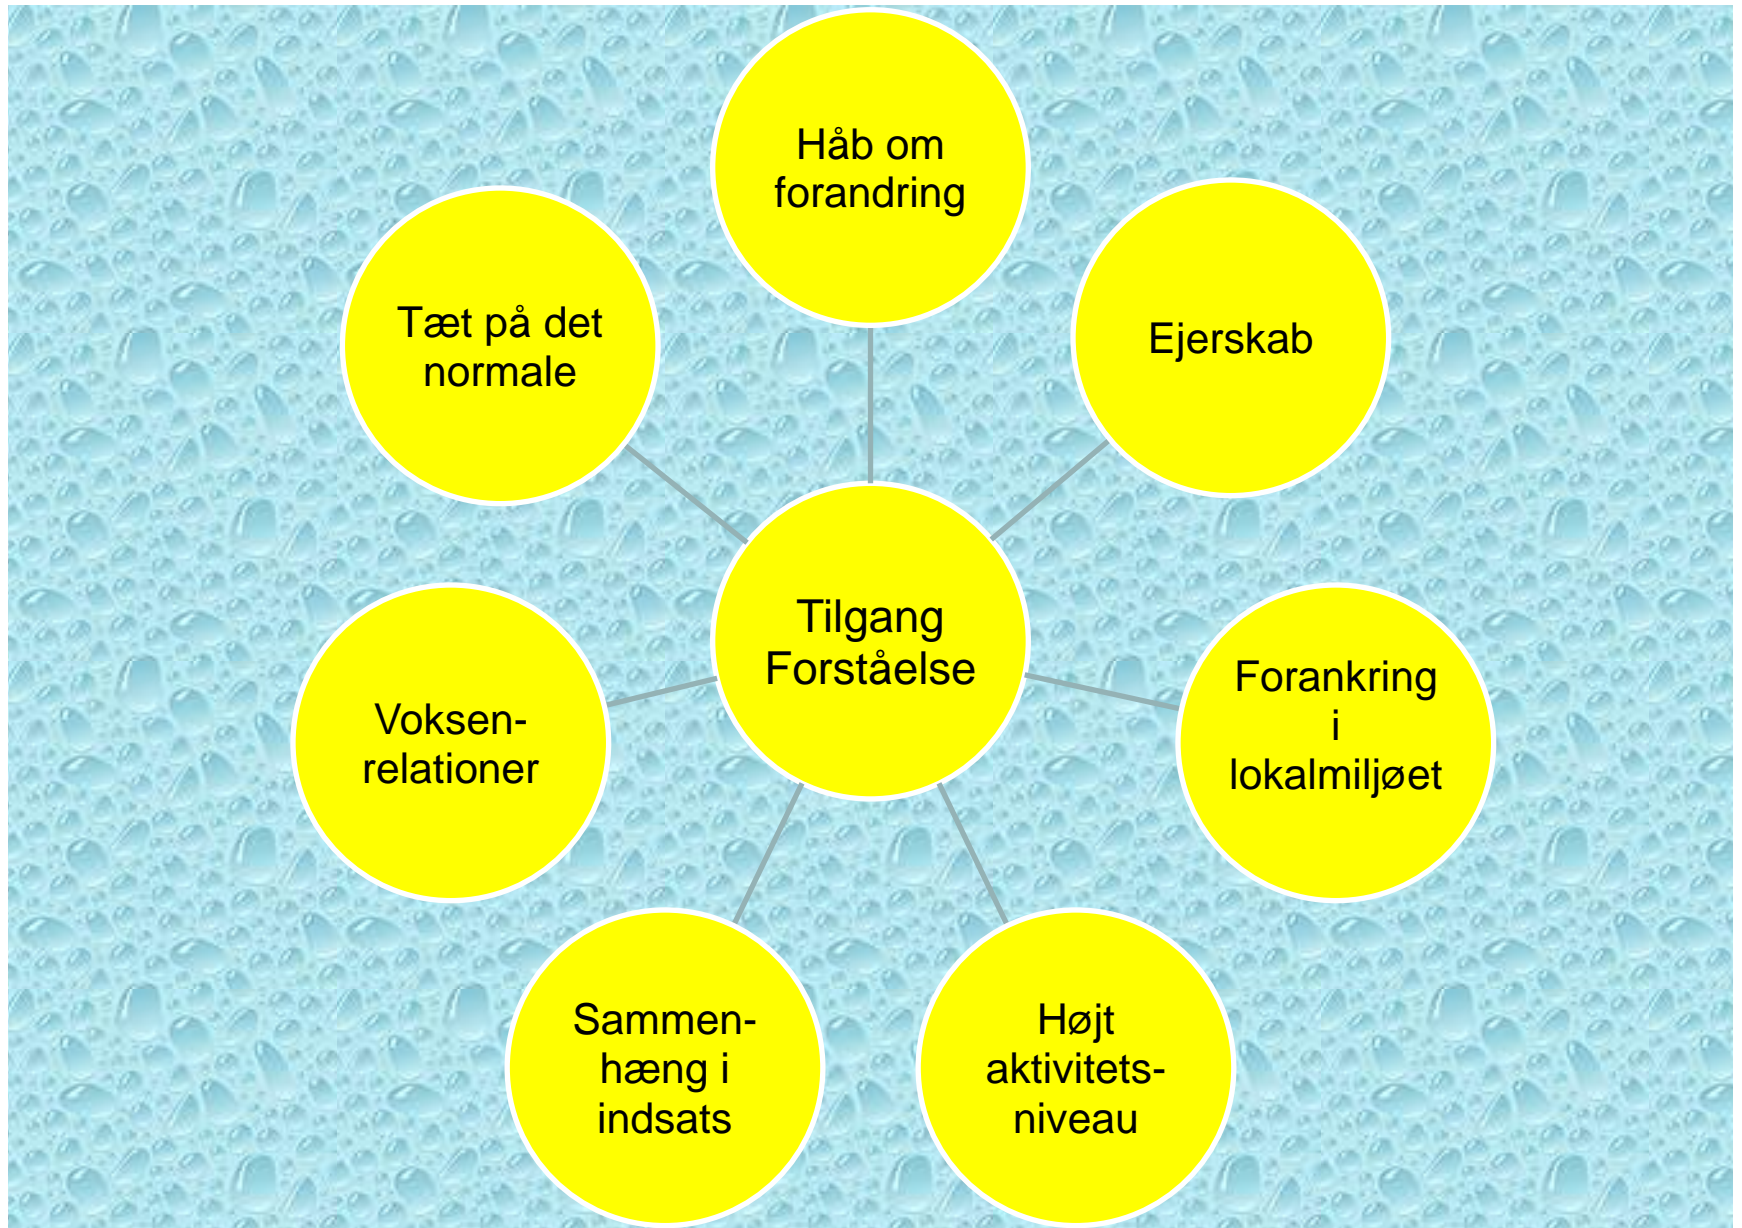 Håb om
forandring
Ejerskab
Forankring
i
lokalmiljøet
Højt
aktivitets-
niveau
Sammen-
hæng i
indsats
Voksen-
relationer
Tæt på det
normale
Tilgang
Forståelse